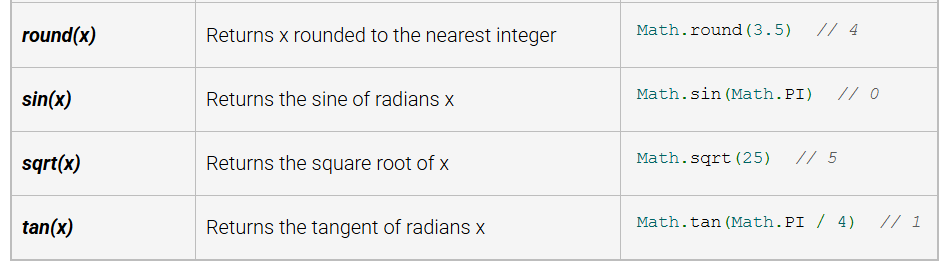 round(x) Returns x rounded to the nearest integer Math.round(3.5) // 4
sin(x) Returns the sine of radians x Math.sin(Math.PI) // 0
sqrt(x) Returns the square root of x Math.sqrt(25) // 5
tan(x) Returns the tangent of radians x Math.tan(Math.PI / 4) // 1